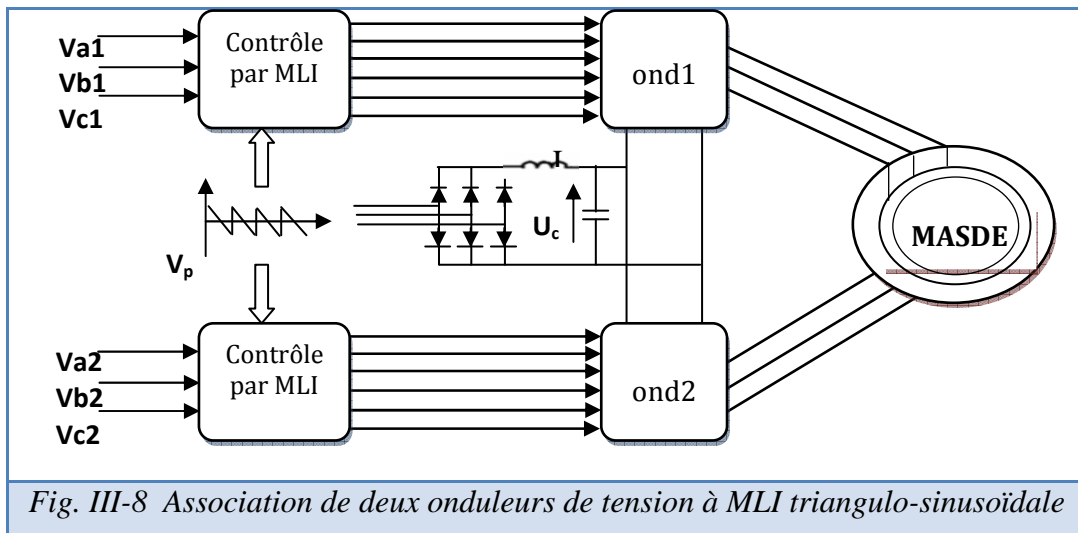 Va1
Vb1
Vc1
Contrôle
par MLI
ond1
I
Uc
Vp
MASDE
Va2
Vb2
Vc2
Contrôle
par MLI
ond2
Fig. III-8 Association de deux onduleurs de tension à MLI triangulo-sinusoïdale